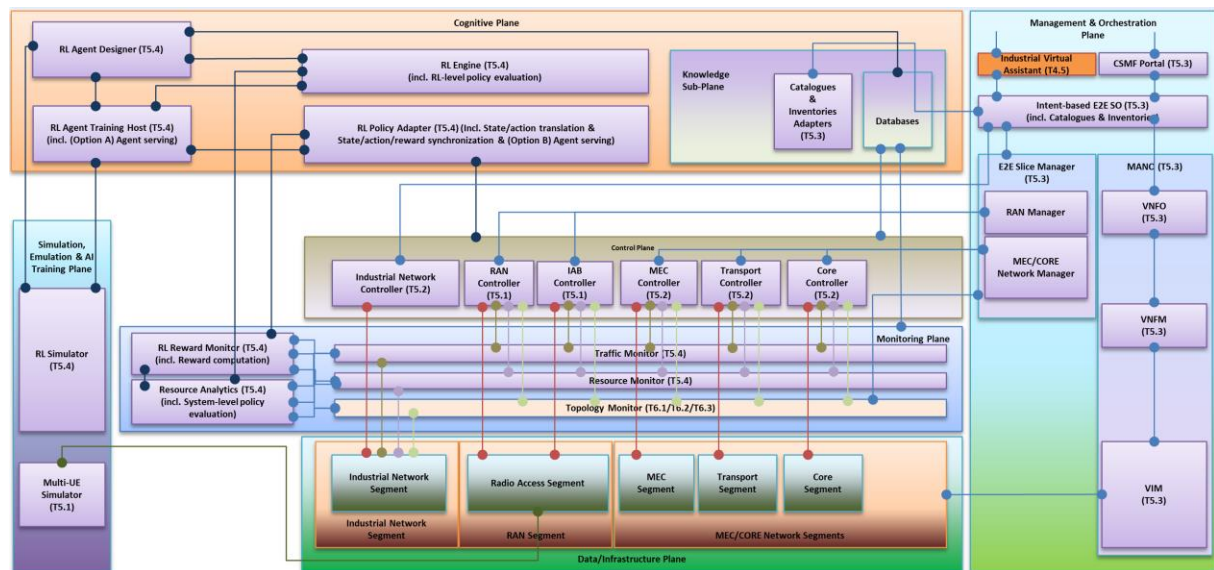 Cognitive Plane
RL Agent Designer (T5.4)
RL Engine (T5.4)
(incl. RL-level policy evaluation)
RL Agent Training Host (T5.4)
(incl. (Option A) Agent serving)
RL Policy Adapter (T5.4) (Incl. State/action translation &
State/action/reward synchronization & (Option B) Agent serving)
Knowledge
Sub-Plane
Catalogues
&
Inventories
Adapters
(T5.3)
Databases
Management & Orchestration
Plane
Industrial Virtual
Assistant (T4.5)
CSMF Portal (T5.3)
Intent-based E2E SO (T5.3)
(incl. Catalogues & Inventories)
E2E Slice Manager
(T5.3)
RAN Manager
MEC/CORE
Network Manager
MANO (T5.3)
VNFO
(T5.3)
VNFM
(T5.3)
VIM
(T5.3)
Simulation,
Emulation & AI
Training Plane
RL Simulator
(T5.4)
Multi-UE
Simulator
(T5.1)
Control Plane
Industrial Network
Controller (T5.2)
RAN
Controller
(T5.1)
IAB
Controller
(T5.1)
MEC
Controller
(T5.2)
Transport
Controller
(T5.2)
Core
Controller
(T5.2)
Monitoring Plane
RL Reward Monitor (T5.4)
(incl. Reward computation)
Resource Analytics (T5.4)
(incl. System-level policy
evaluation)
Traffic Monitor (T5.4)
Resource Monitor (T5.4)
Topology Monitor (T6.1/T6.2/T6.3)
Industrial Network
Segment
Radio Access Segment
MEC
Segment
Transport
Segment
Core
Segment
Industrial Network
Segment
RAN Segment
MEC/CORE Network Segments
Data/Infrastructure Plane